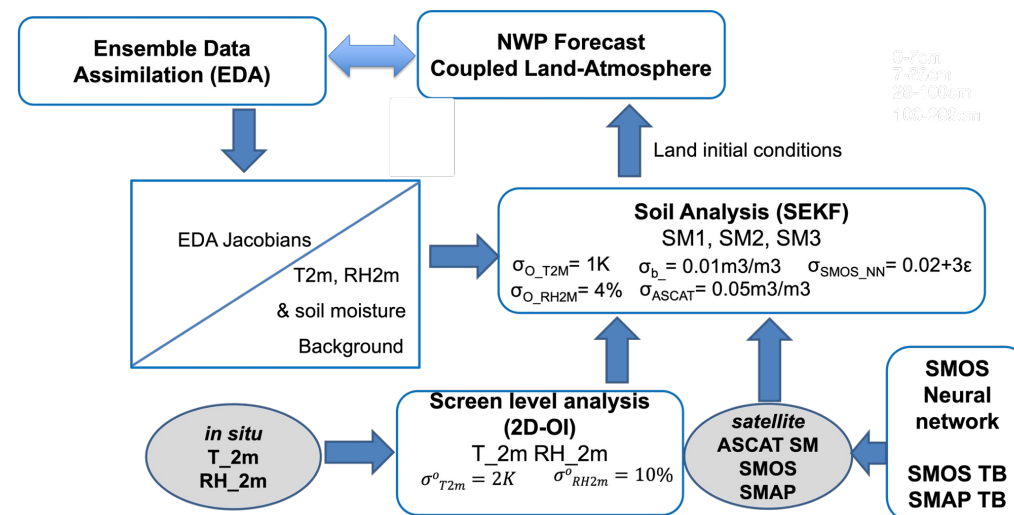 Ensemble Data
Assimilation (EDA)
NWP Forecast
Coupled Land-Atmosphere
0-7cm
7-28cm
28-100cm
100-289cm
Land initial conditions
EDA Jacobians
T2m, RH2m
& soil moisture
Background
Soil Analysis (SEKF)
SM1, SM2, SM3
σO_T2M= 1K σb_= 0.01m3/m3 σSMOS_NN= 0.02+3ε
σO_RH2M= 4% σASCAT= 0.05m3/m3
in situ
T_2m
RH_2m
Screen level analysis
(2D-OI)
T_2m RH_2m
σ°T2m = 2K σ°RH2m = 10%
satellite
ASCAT SM
SMOS
SMAP
SMOS
Neural
network
SMOS TB
SMAP TB